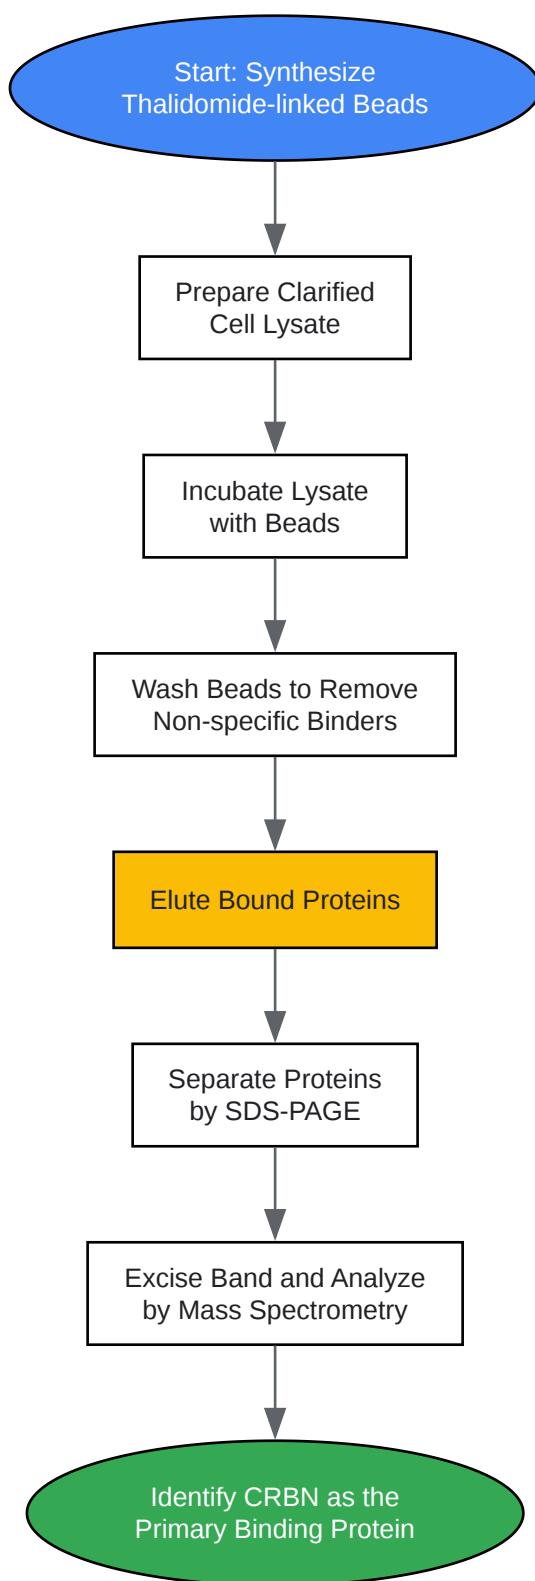 Start: Synthesize
Thalidomide-linked Beads
Prepare Clarified
Cell Lysate
Incubate Lysate
with Beads
Wash Beads to Remove
Non-specific Binders
Elute Bound Proteins
Separate Proteins
by SDS-PAGE
Excise Band and Analyze
by Mass Spectrometry
Identify CRBN as the
Primary Binding Protein